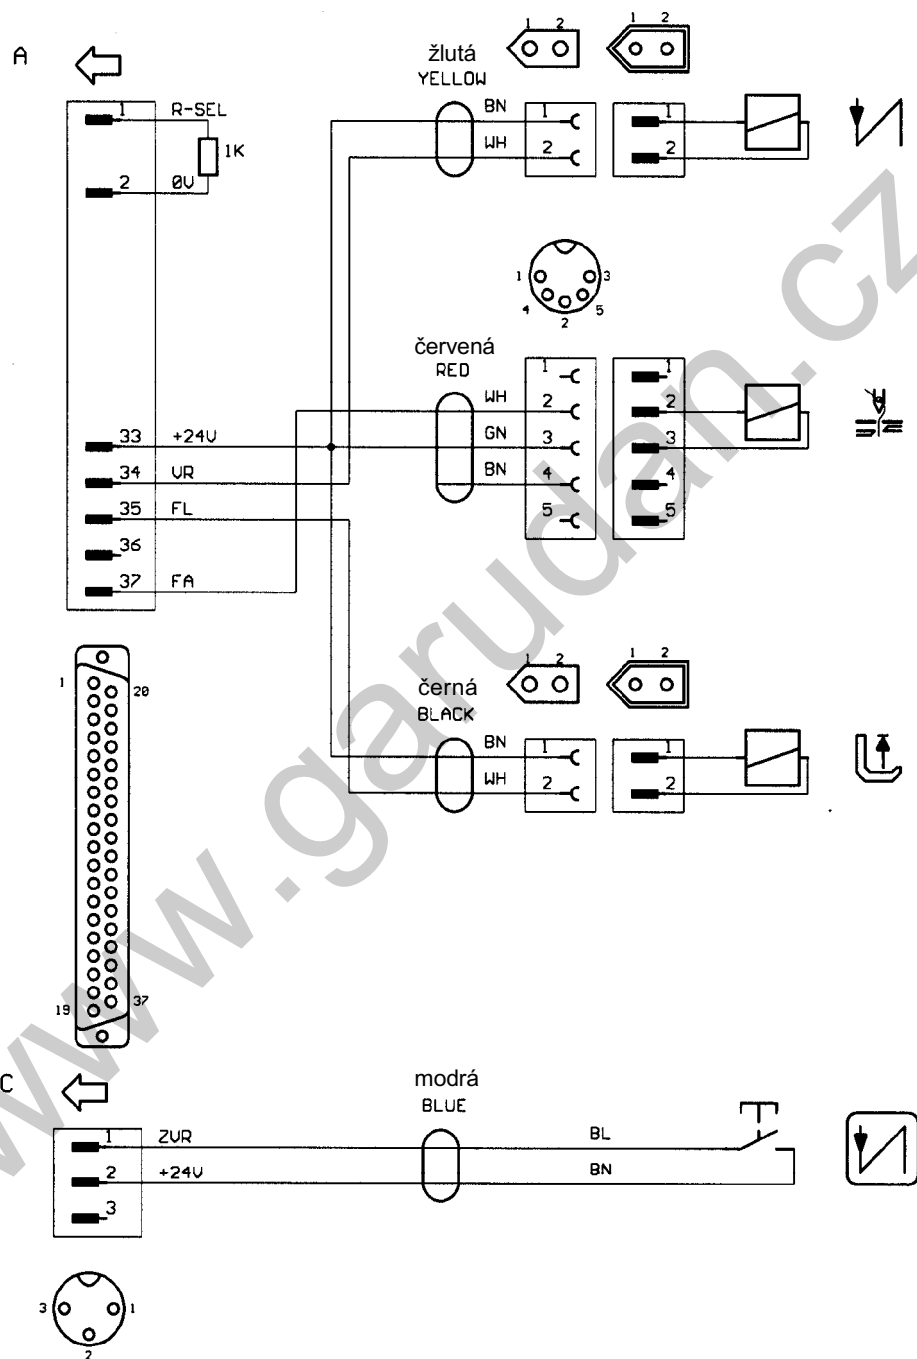 A
1 2
1 2
žlutá
YELLOW
1 R-SEL
1K
2 0V
BN 1 1
WH 2 2
1 3
4 2 5
červená
RED
1 1
WH 2 2
GN 3 3
BN 4 4
5 5
33 +24V
34 VR
35 FL
36
37 FA
1 20
19 37
1 2
1 2
černá
BLACK
BN 1 1
WH 2 2
C
modrá
BLUE
1 ZVR BL
2 +24V BN
3
3 1
2
www.garudan.cz